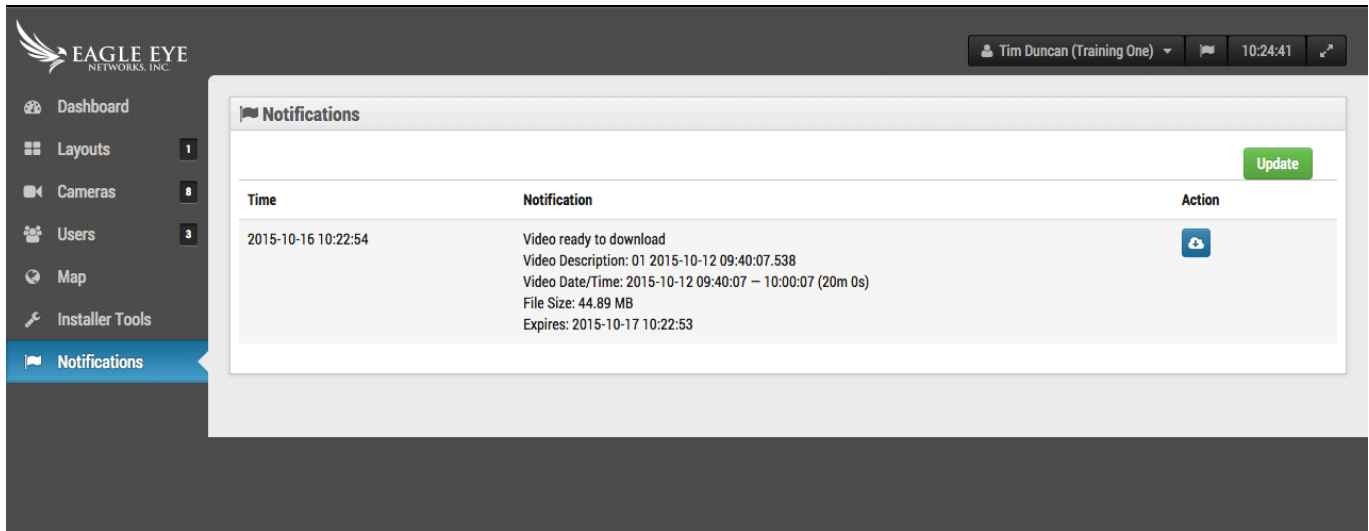 EAGLE EYE
NETWORKS, INC.
Tim Duncan (Training One) 10:24:41
Dashboard
Layouts 1
Cameras 8
Users 3
Map
Installer Tools
Notifications
Notifications
Update
Time Notification Action
2015-10-16 10:22:54 Video ready to download
Video Description: 01 2015-10-12 09:40:07.538
Video Date/Time: 2015-10-12 09:40:07 — 10:00:07 (20m 0s)
File Size: 44.89 MB
Expires: 2015-10-17 10:22:53